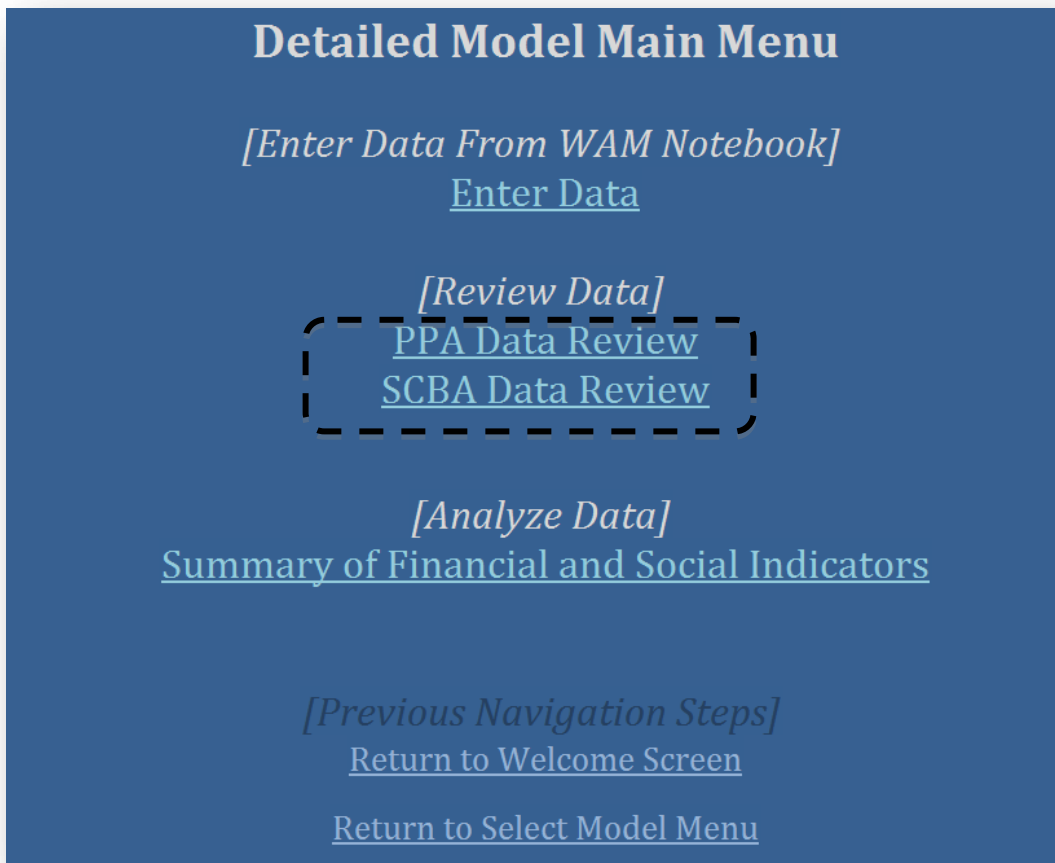 Detailed Model Main Menu
[Enter Data From WAM Notebook]
Enter Data
[Review Data]
PPA Data Review
SCBA Data Review
[Analyze Data]
Summary of Financial and Social Indicators
[Previous Navigation Steps]
Return to Welcome Screen
Return to Select Model Menu